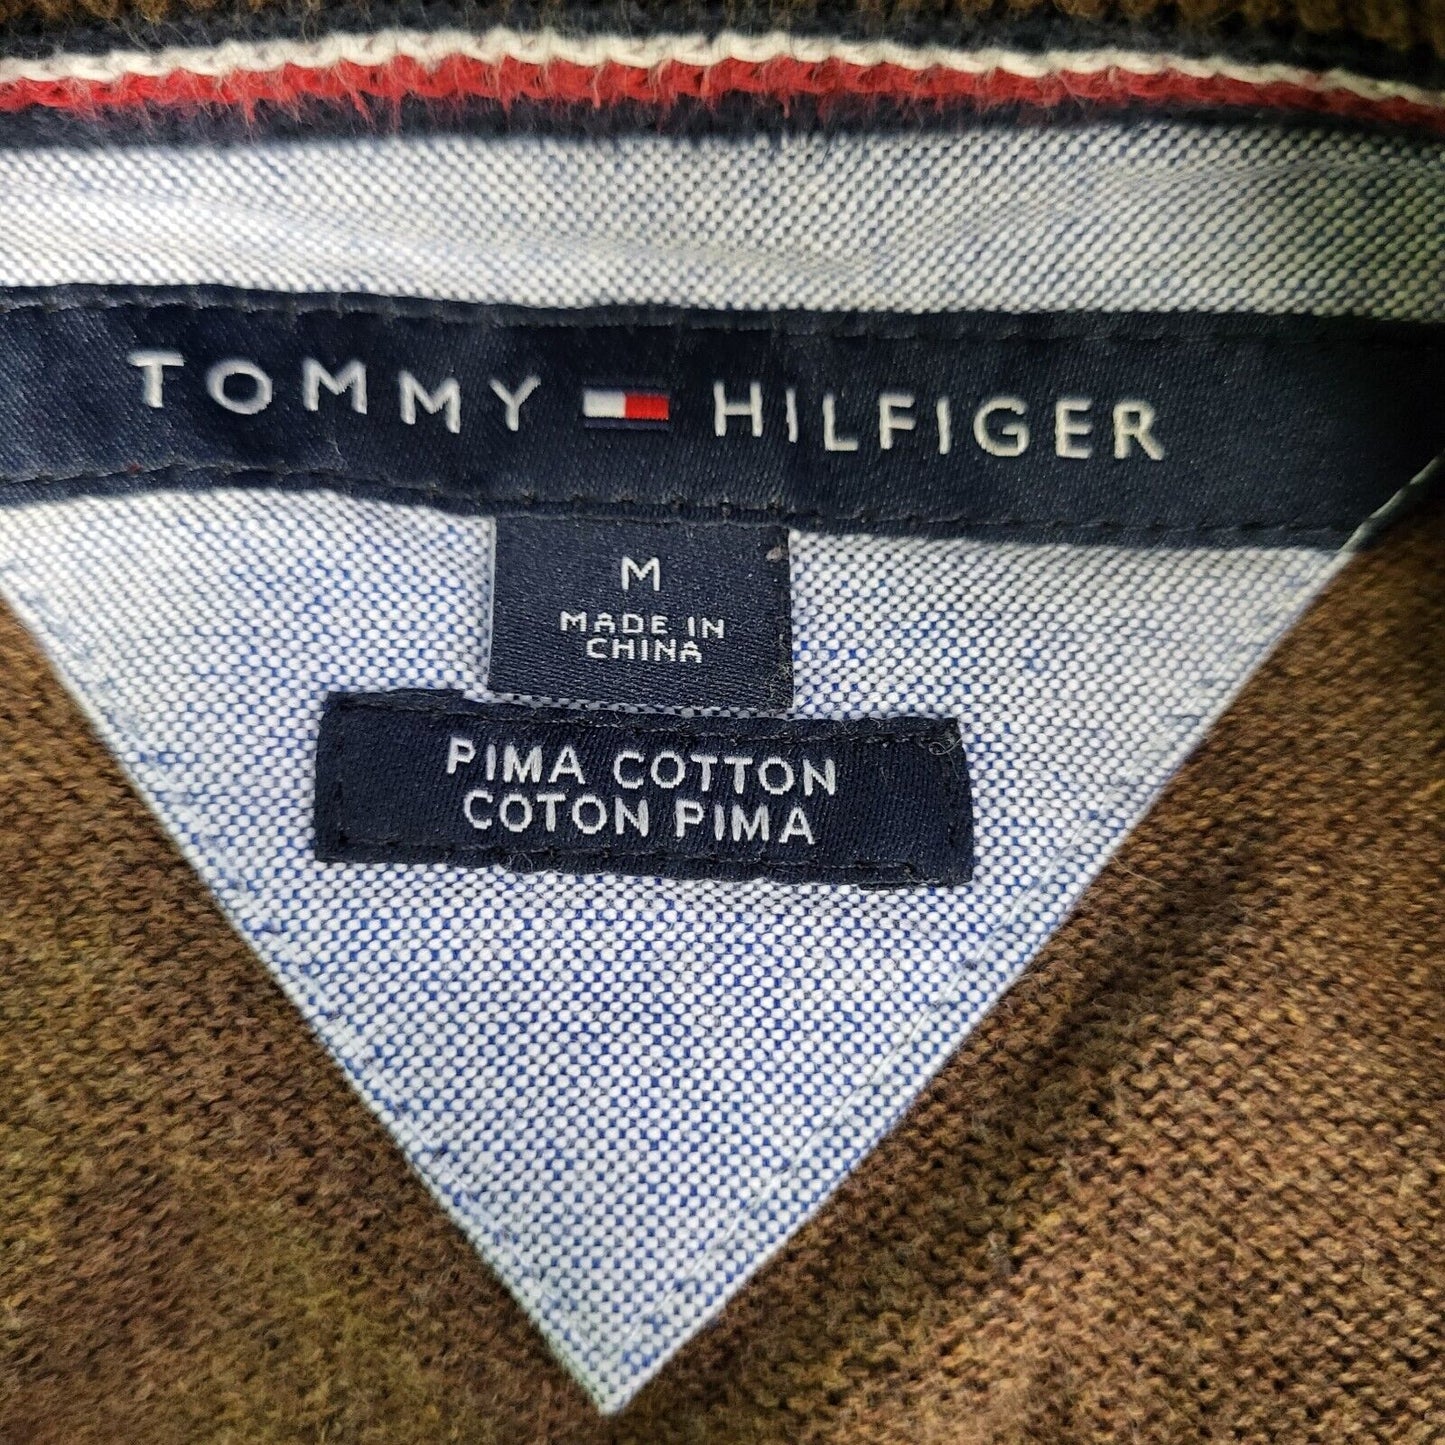 TOMMY HILFIGER
M
MADE IN
CHINA
PIMA COTTON
COTON PIMA